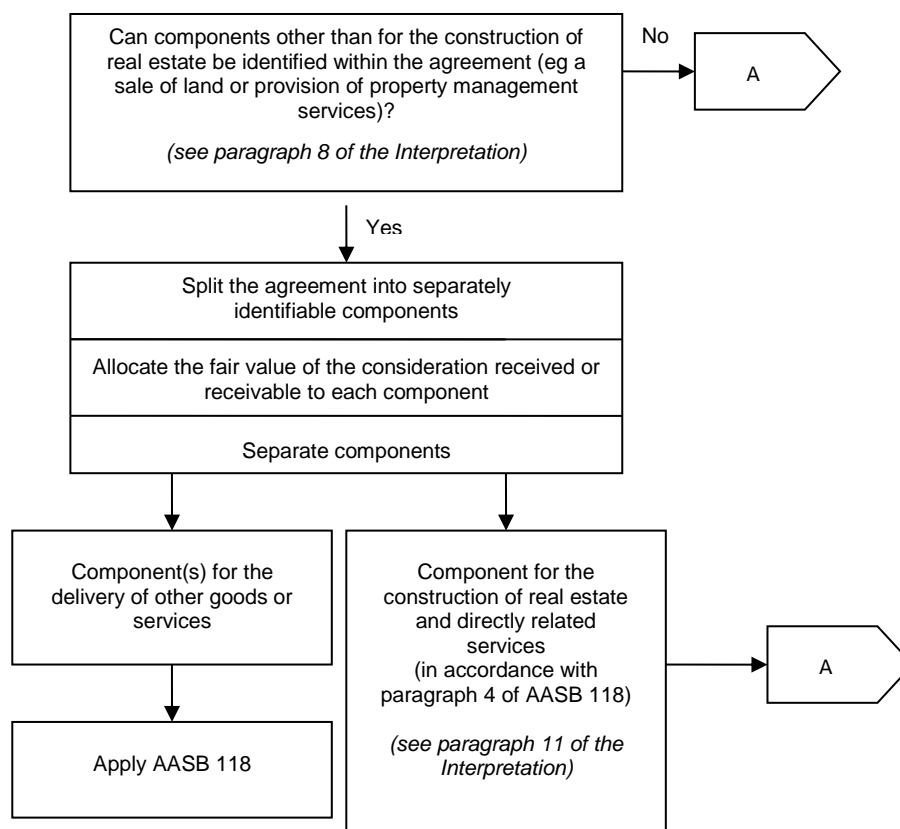 Can components other than for the construction of
real estate be identified within the agreement (eg a
sale of land or provision of property management
services)?
(see paragraph 8 of the Interpretation)
No
A
Yes
Split the agreement into separately
identifiable components
Allocate the fair value of the consideration received or
receivable to each component
Separate components
Component(s) for the
delivery of other goods or
services
Apply AASB 118
Component for the
construction of real estate
and directly related
services
(in accordance with
paragraph 4 of AASB 118)
(see paragraph 11 of the
Interpretation)
A